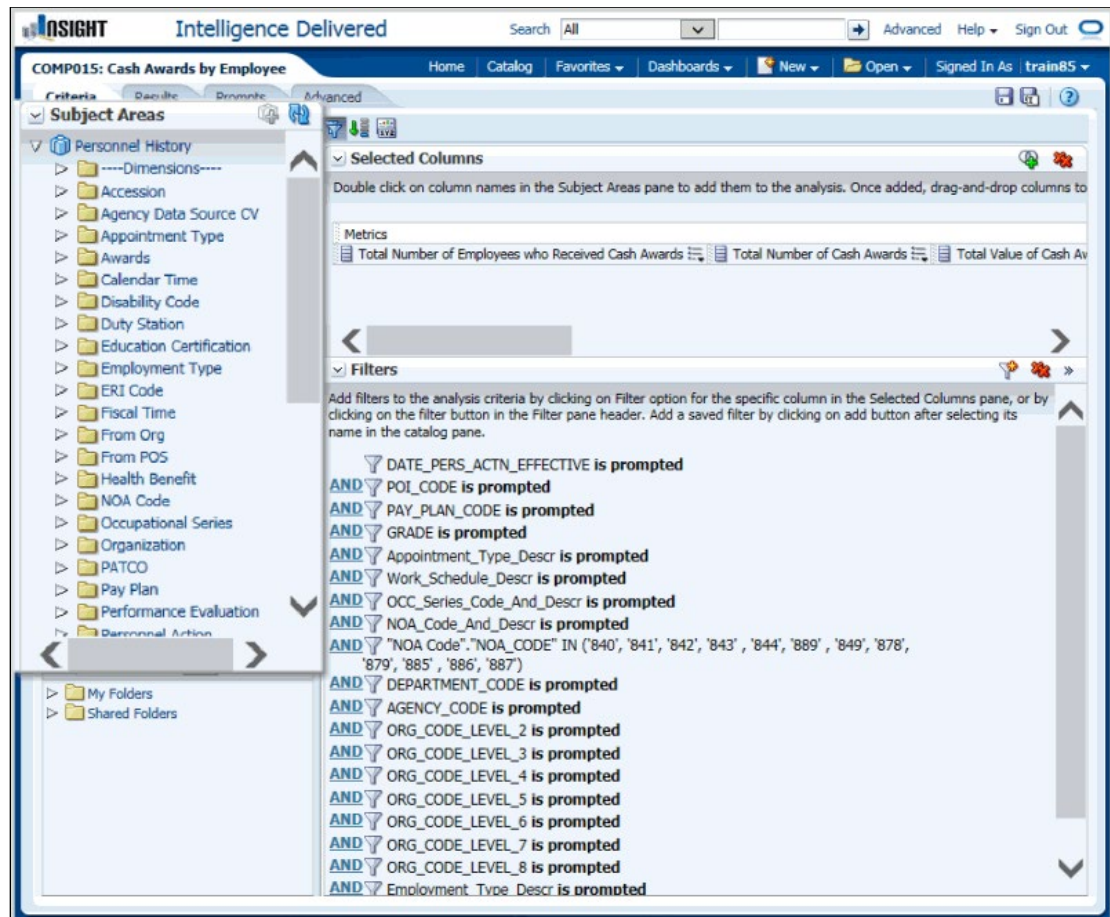 INSIGHT Intelligence Delivered Search All Advanced Help Sign Out
COMP015: Cash Awards by Employee Home Catalog Favorites Dashboards New Open Signed In As train85
Criteria Results Prompts Advanced
Subject Areas
Personnel History
----Dimensions----
Accession
Agency Data Source CV
Appointment Type
Awards
Calendar Time
Disability Code
Duty Station
Education Certification
Employment Type
ERI Code
Fiscal Time
From Org
From POS
Health Benefit
NOA Code
Occupational Series
Organization
PATCO
Pay Plan
Performance Evaluation
Personnel Action
My Folders
Shared Folders
Selected Columns
Double click on column names in the Subject Areas pane to add them to the analysis. Once added, drag-and-drop columns to
Metrics
Total Number of Employees who Received Cash Awards Total Number of Cash Awards Total Value of Cash Aw
Filters
Add filters to the analysis criteria by clicking on Filter option for the specific column in the Selected Columns pane, or by
clicking on the filter button in the Filter pane header. Add a saved filter by clicking on add button after selecting its
name in the catalog pane.
DATE_PERS_ACTN_EFFECTIVE is prompted
AND POI_CODE is prompted
AND PAY_PLAN_CODE is prompted
AND GRADE is prompted
AND Appointment_Type_Descr is prompted
AND Work_Schedule_Descr is prompted
AND OCC_Series_Code_And_Descr is prompted
AND NOA_Code_And_Descr is prompted
AND "NOA Code"."NOA_CODE" IN ('840', '841', '842', '843' , '844', '889' , '849', '878',
'879', '885' , '886', '887')
AND DEPARTMENT_CODE is prompted
AND AGENCY_CODE is prompted
AND ORG_CODE_LEVEL_2 is prompted
AND ORG_CODE_LEVEL_3 is prompted
AND ORG_CODE_LEVEL_4 is prompted
AND ORG_CODE_LEVEL_5 is prompted
AND ORG_CODE_LEVEL_6 is prompted
AND ORG_CODE_LEVEL_7 is prompted
AND ORG_CODE_LEVEL_8 is prompted
AND Employment_Type_Descr is prompted